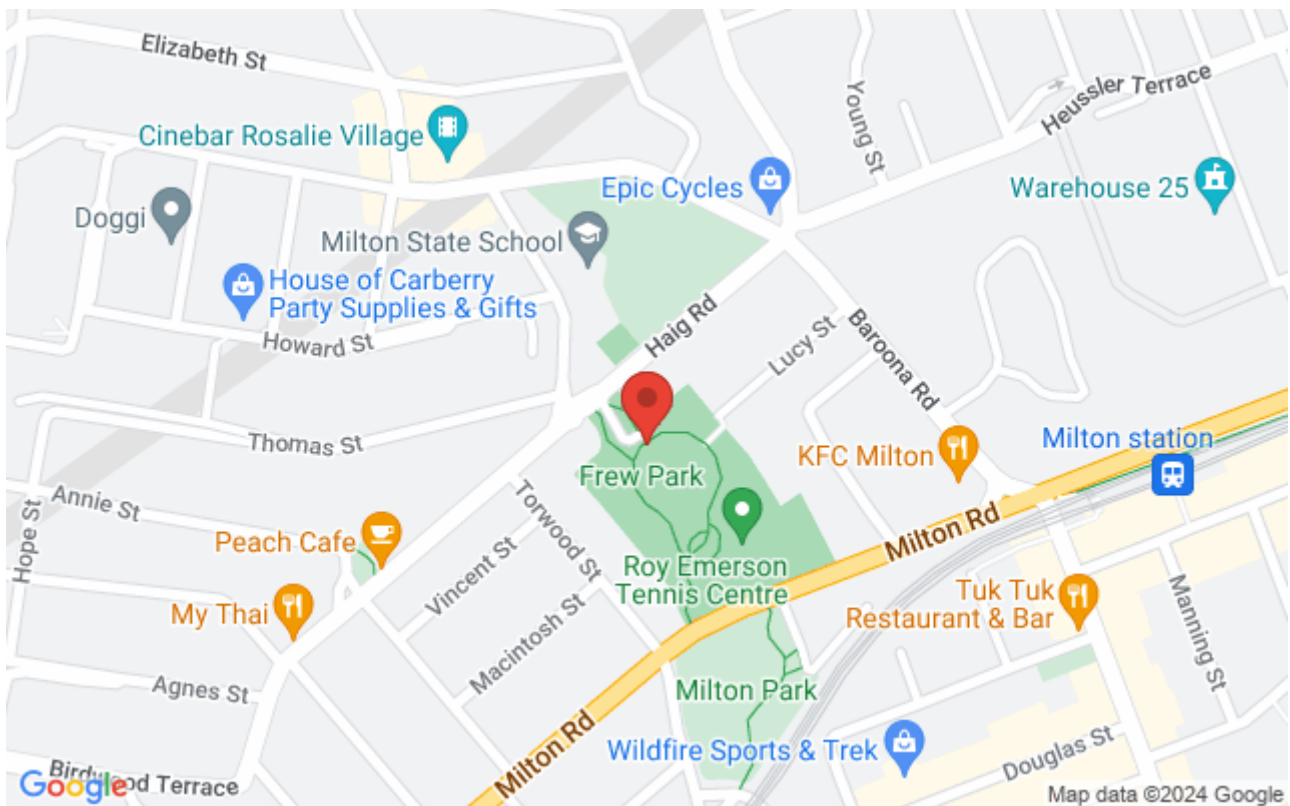 Elizabeth St
Cinebar Rosalie Village
Young St
Heussler Terrace
Epic Cycles
Warehouse 25
Doggi
Milton State School
House of Carberry
Party Supplies & Gifts
Howard St
Haig Rd
Lucy St
Baroona Rd
Thomas St
Milton station
KFC Milton
Frew Park
Annie St
Hope St
Peach Cafe
Torwood St
Vincent St
Milton Rd
Roy Emerson
Tennis Centre
My Thai
Macintosh St
Tuk Tuk
Restaurant & Bar
Manning St
Agnes St
Milton Park
Milton Rd
Wildfire Sports & Trek
Douglas St
Birdwood Terrace
Google
Map data ©2024 Google